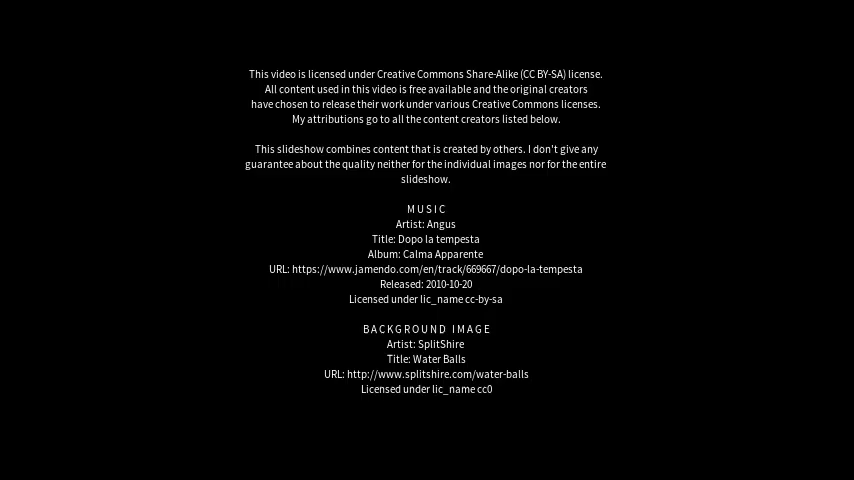 This video is licensed under Creative Commons Share-Alike (CC BY-SA) license.
All content used in this video is free available and the original creators
have chosen to release their work under various Creative Commons licenses.
My attributions go to all the content creators listed below.
This slideshow combines content that is created by others. I don't give any
guarantee about the quality neither for the individual images nor for the entire
slideshow.
MUSIC
Artist: Angus
Title: Dopo la tempesta
Album: Calma Apparente
URL: https://www.jamendo.com/en/track/669667/dopo-la-tempesta
Released: 2010-10-20
Licensed under lic_name cc-by-sa
BACKGROUND IMAGE
Artist: SplitShire
Title: Water Balls
URL: http://www.splitshire.com/water-balls
Licensed under lic_name cc0